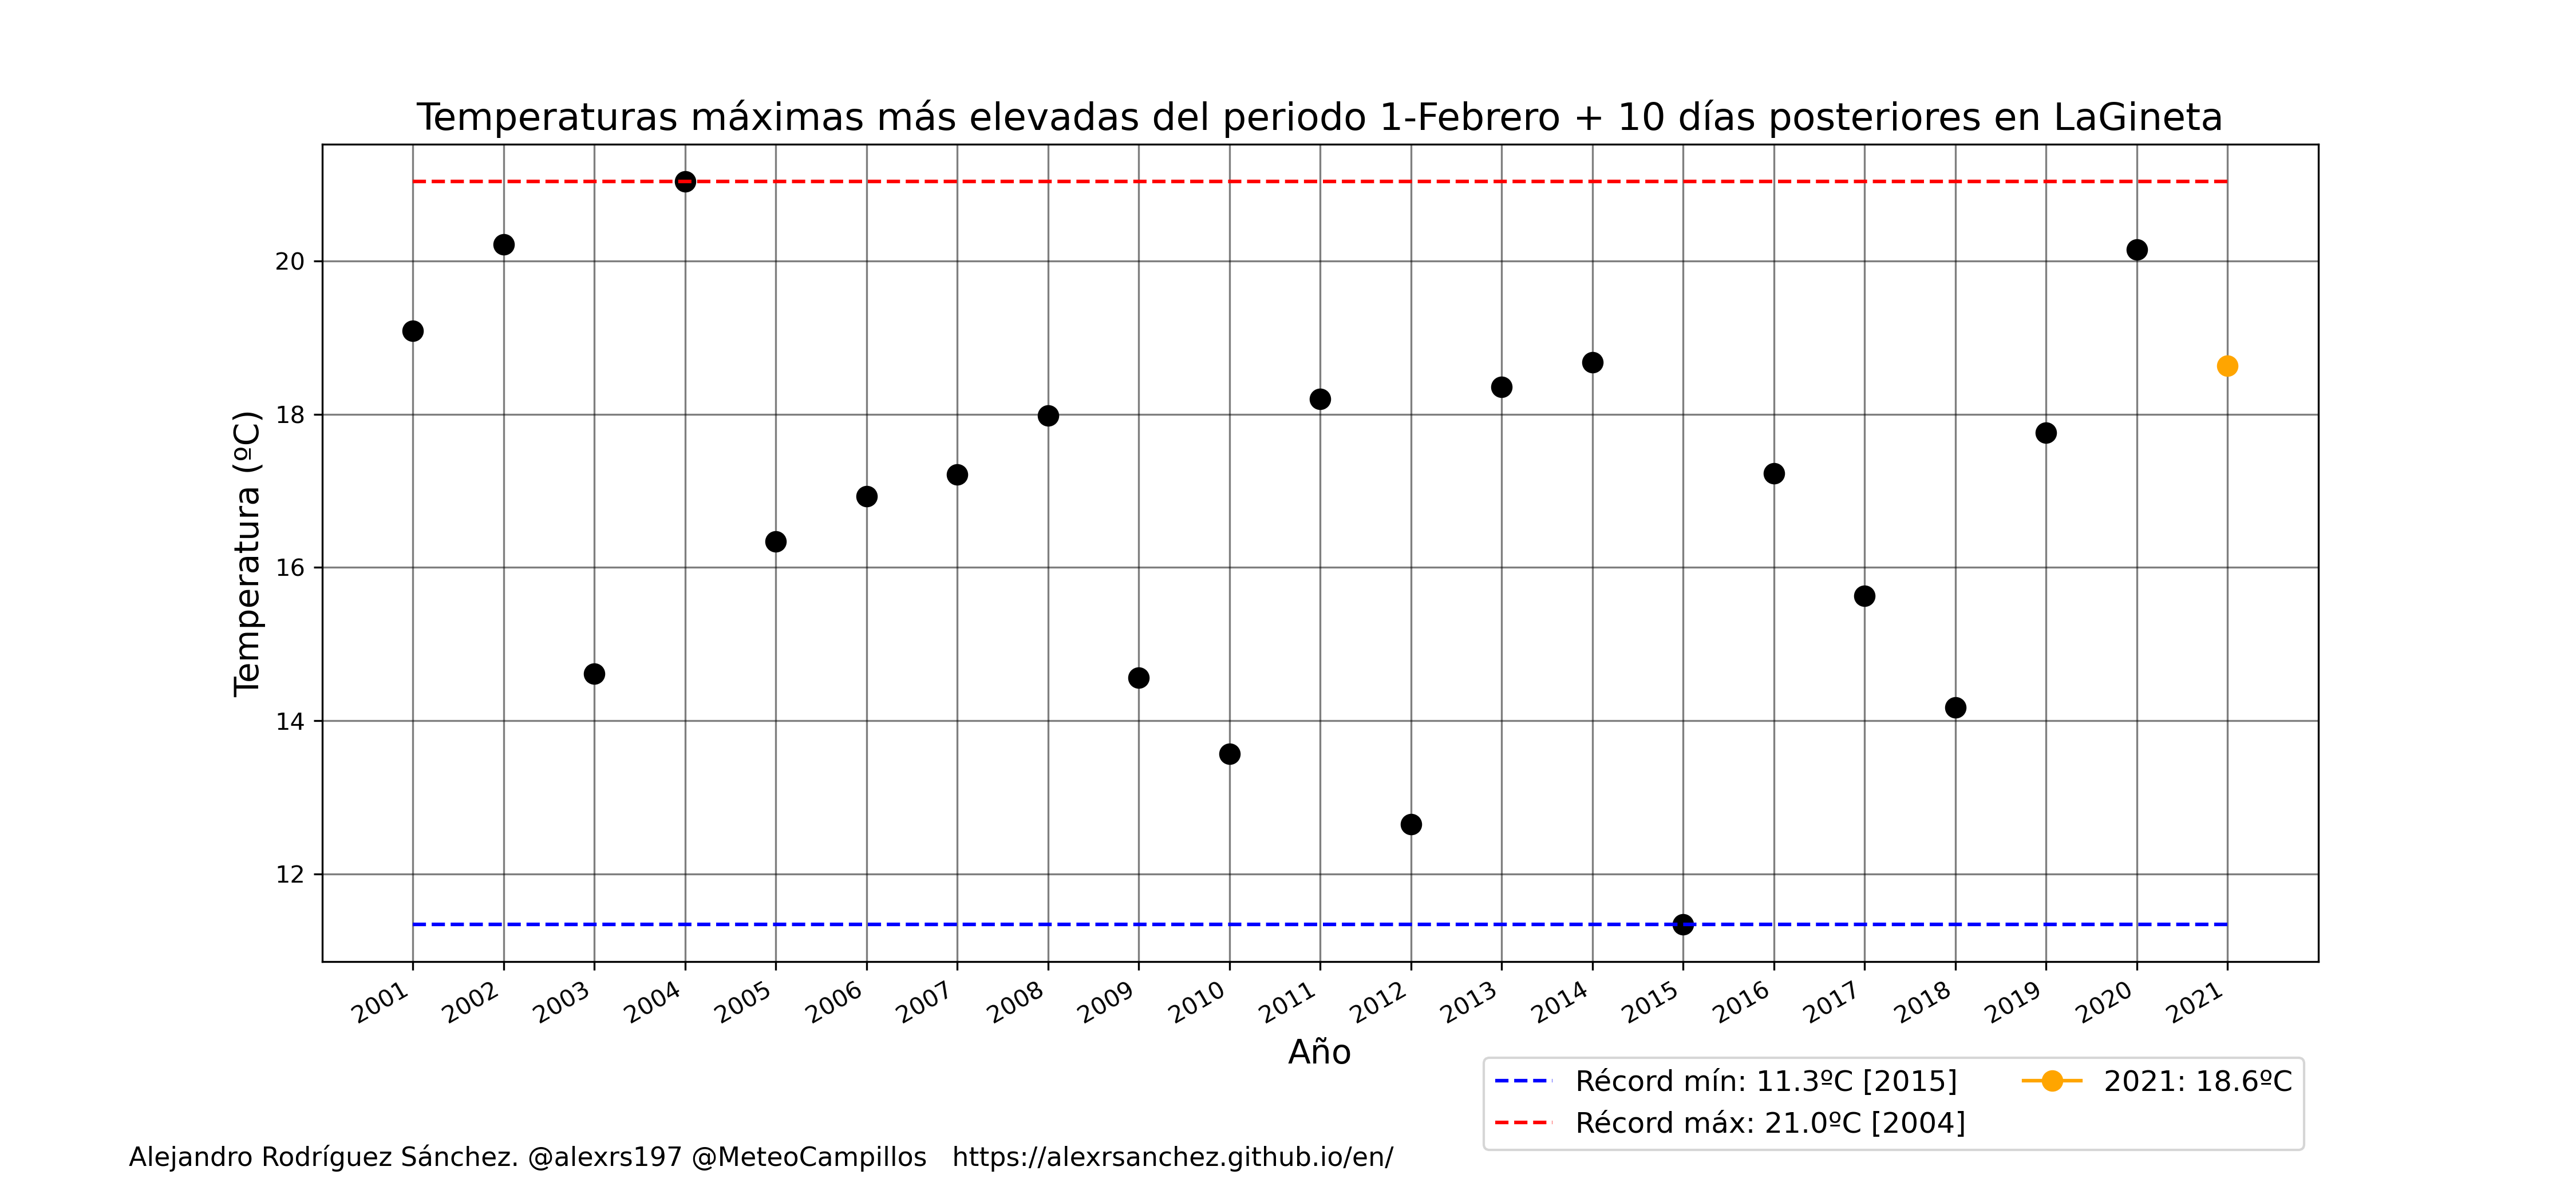 Temperaturas máximas más elevadas del periodo 1-Febrero + 10 días posteriores en LaGineta
Temperatura (ºC)
20
18
16
14
12
2001 2002 2003 2004 2005 2006 2007 2008 2009 2010 2011 2012 2013 2014 2015 2016 2017 2018 2019 2020 2021
Año
Récord mín: 11.3ºC [2015]
Récord máx: 21.0ºC [2004]
2021: 18.6ºC
Alejandro Rodríguez Sánchez. @alexrs197 @MeteoCampillos https://alexrsanchez.github.io/en/